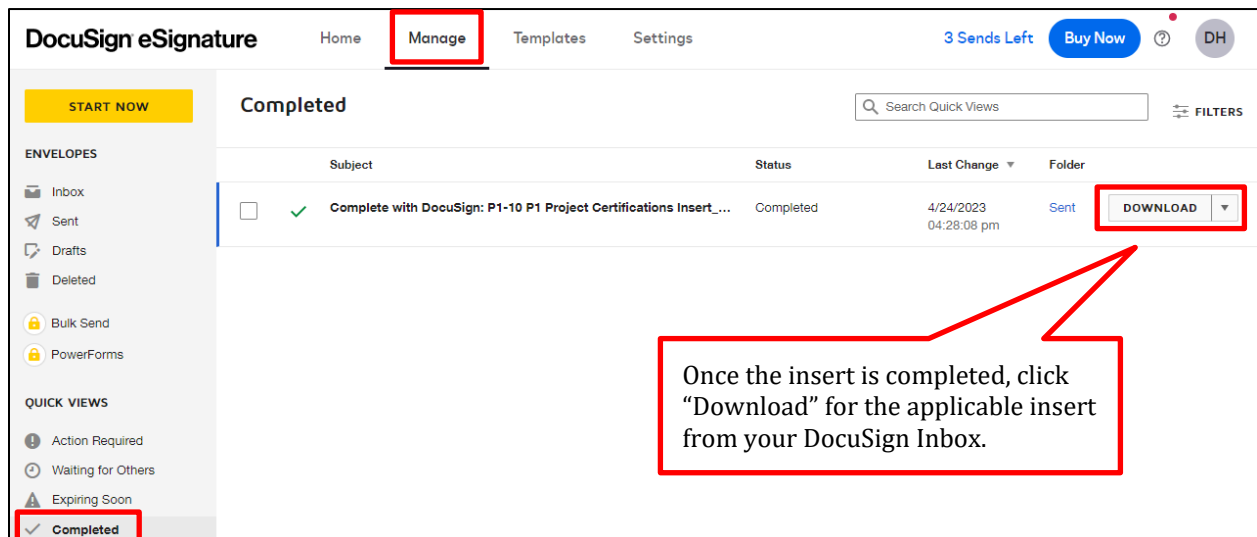 DocuSign eSignature Home Manage Templates Settings 3 Sends Left Buy Now DH
START NOW
Completed
Search Quick Views
FILTERS
ENVELOPES
Subject Status Last Change Folder
Inbox
Sent
Drafts
Deleted
Complete with DocuSign: P1-10 P1 Project Certifications Insert_... Completed 4/24/2023 Sent DOWNLOAD
04:28:08 pm
Bulk Send
PowerForms
Once the insert is completed, click
“Download” for the applicable insert
from your DocuSign Inbox.
QUICK VIEWS
Action Required
Waiting for Others
Expiring Soon
Completed